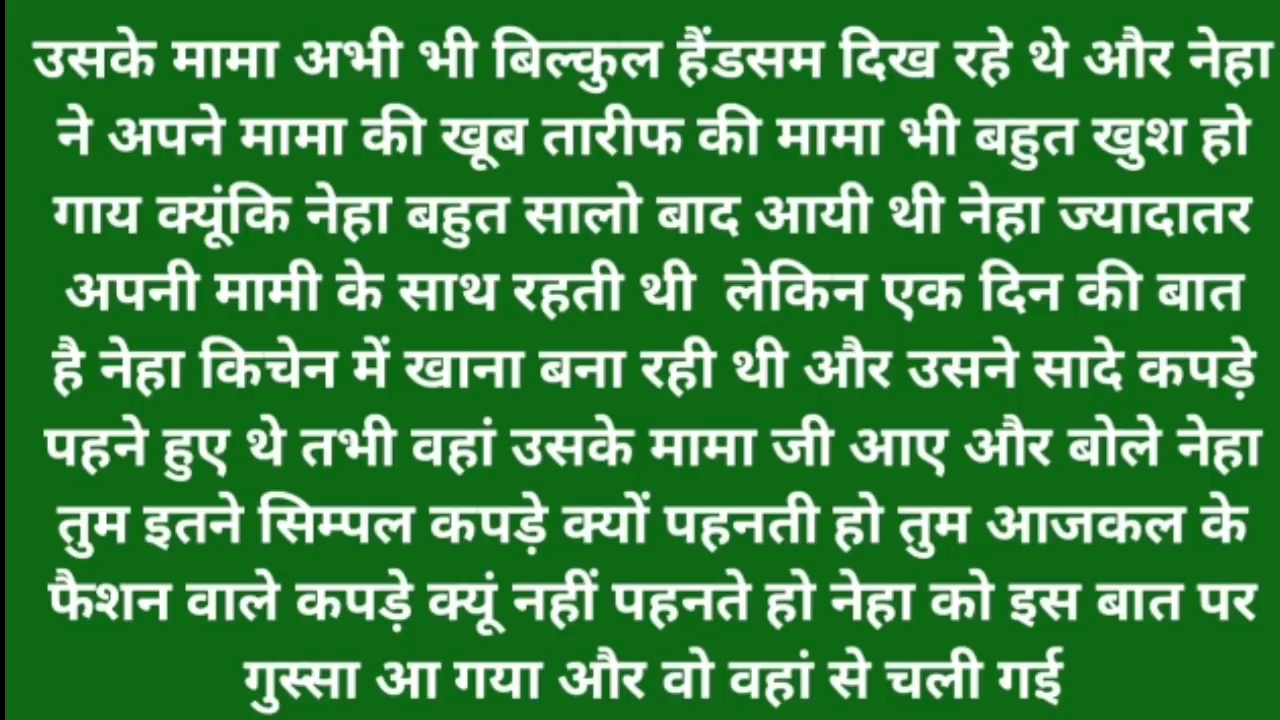 उसके मामा अभी भी बिल्कुल हैंडसम दिख रहे थे और नेहा
ने अपने मामा की खूब तारीफ की मामा भी बहुत खुश हो
गाय क्यूंकि नेहा बहुत सालो बाद आयी थी नेहा ज्यादातर
अपनी मामी के साथ रहती थी लेकिन एक दिन की बात
है नेहा किचेन में खाना बना रही थी और उसने सादे कपड़े
पहने हुए थे तभी वहां उसके मामा जी आए और बोले नेहा
तुम इतने सिम्पल कपड़े क्यों पहनती हो तुम आजकल के
फैशन वाले कपड़े क्यूं नहीं पहनते हो नेहा को इस बात पर
गुस्सा आ गया और वो वहां से चली गई